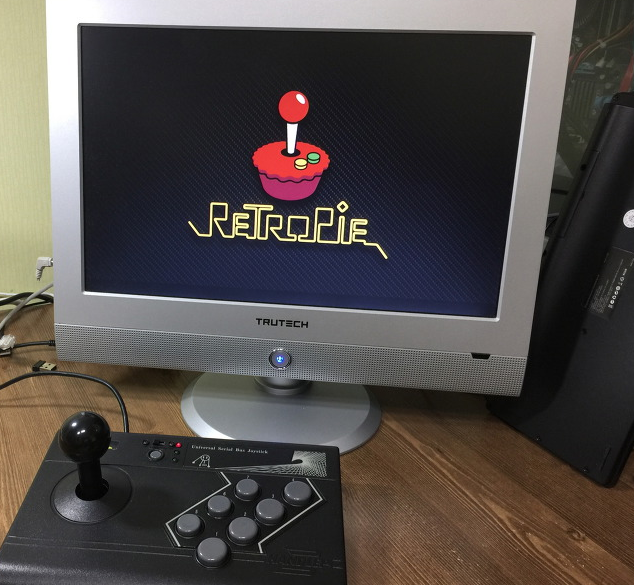 RetroPie
TRUTECH
Universal Serial Bus Joystick